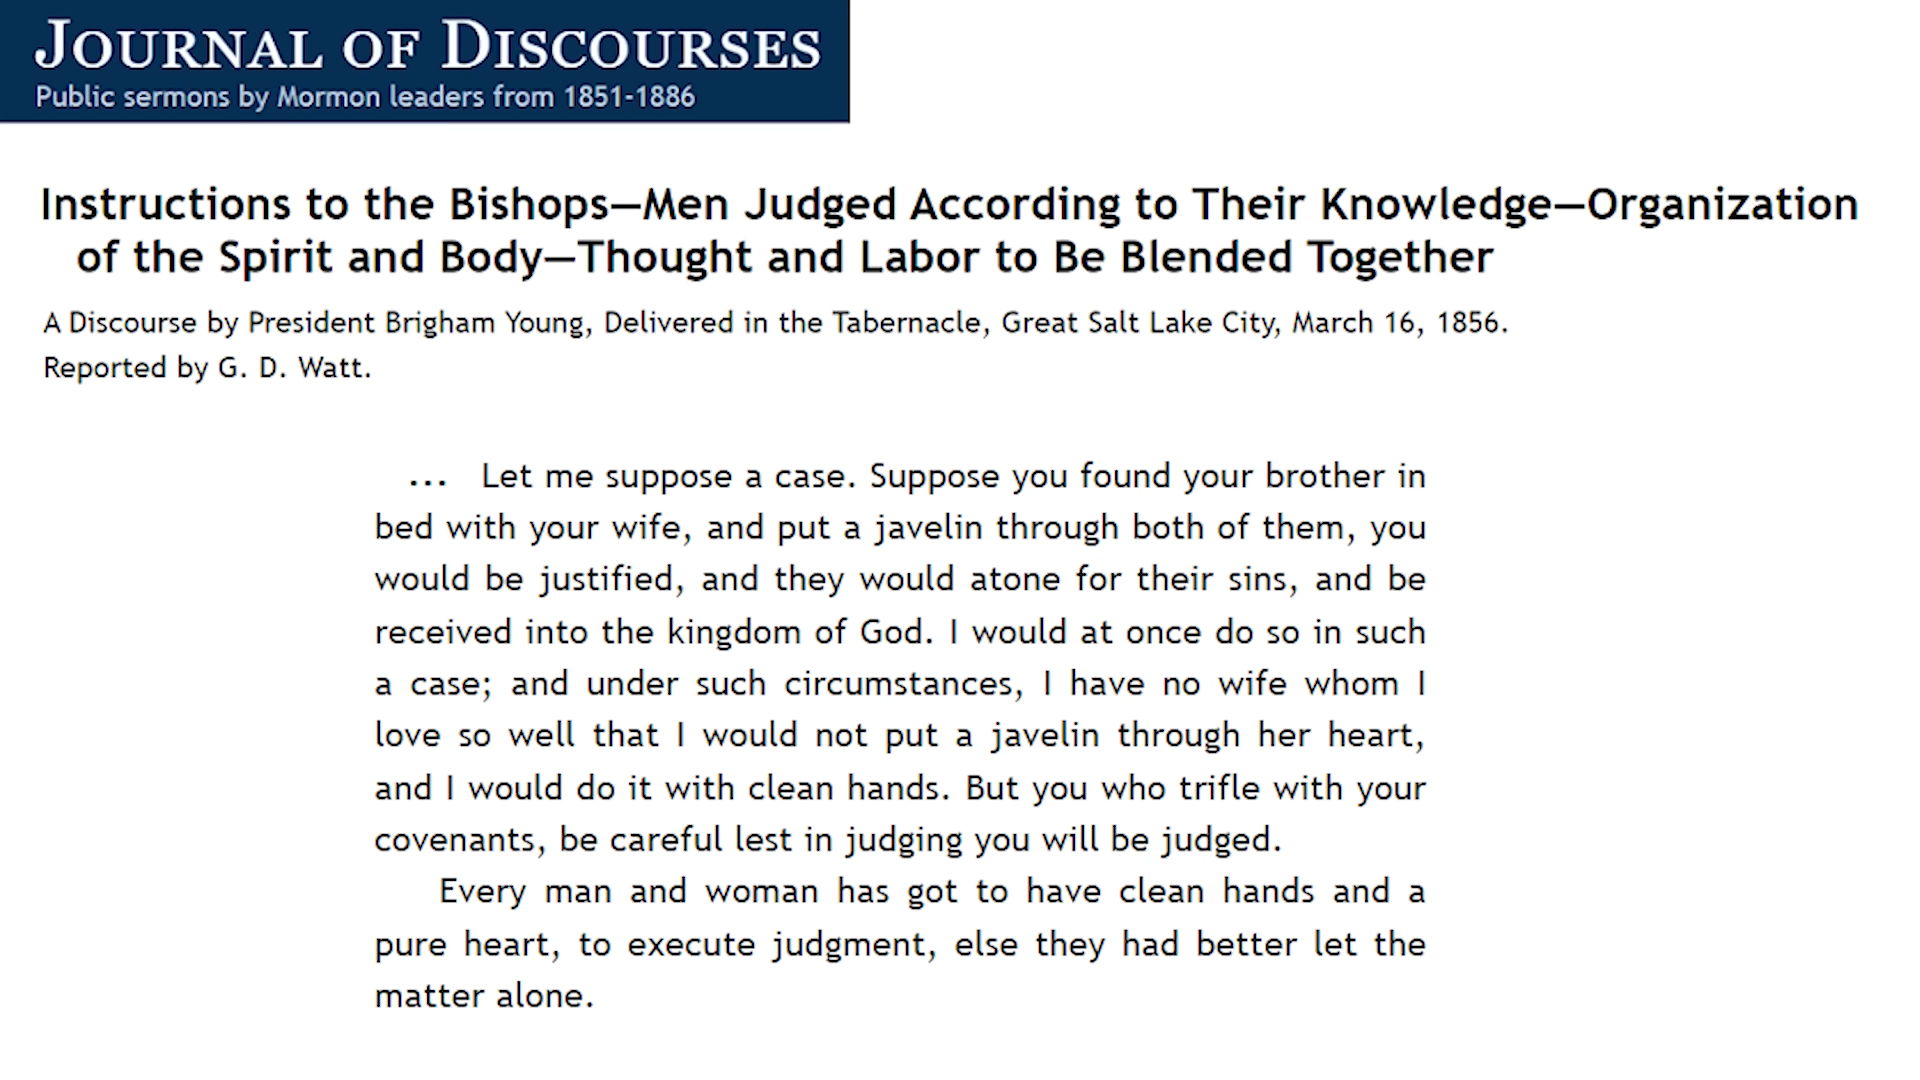 JOURNAL OF DISCOURSES
Public sermons by Mormon leaders from 1851-1886
Instructions to the Bishops—Men Judged According to Their Knowledge—Organization
of the Spirit and Body—Thought and Labor to Be Blended Together
A Discourse by President Brigham Young, Delivered in the Tabernacle, Great Salt Lake City, March 16, 1856.
Reported by G. D. Watt.
... Let me suppose a case. Suppose you found your brother in
bed with your wife, and put a javelin through both of them, you
would be justified, and they would atone for their sins, and be
received into the kingdom of God. I would at once do so in such
a case; and under such circumstances, I have no wife whom I
love so well that I would not put a javelin through her heart,
and I would do it with clean hands. But you who trifle with your
covenants, be careful lest in judging you will be judged.
Every man and woman has got to have clean hands and a
pure heart, to execute judgment, else they had better let the
matter alone.